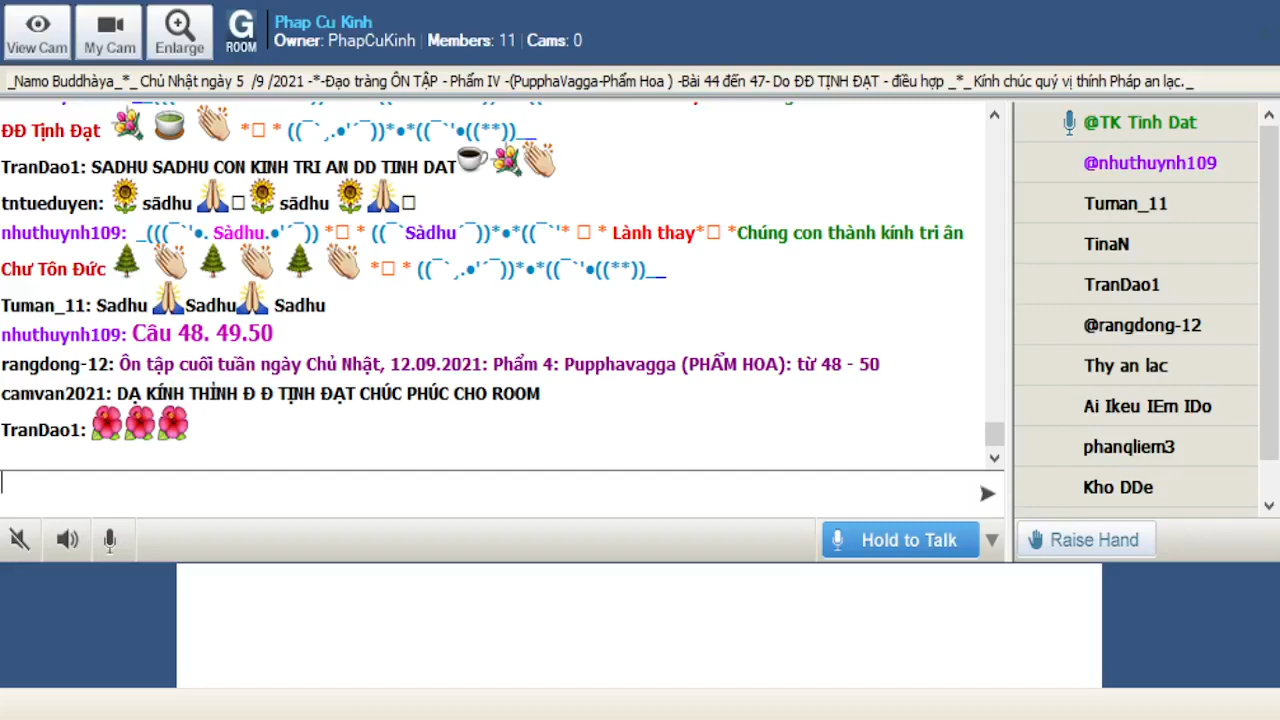 View Cam
My Cam
Enlarge
G
ROOM
Phap Cu Kinh
Owner: PhapCuKinh | Members: 11 | Cams: 0
_Namo Buddhàya_*_ Chủ Nhật ngày 5 /9 /2021 -*-Đạo tràng ÔN TẬP - Phẩm IV -(PupphaVagga-Phẩm Hoa ) -Bài 44 đến 47- Do ĐĐ TỊNH ĐẠT - điều hợp _*_ Kính chúc quý vị thính Pháp an lạc._
ĐĐ Tịnh Đạt *□ * ((¯`¸.●'´¯))*●*((¯`'●((**))__
TranDao1: SADHU SADHU CON KINH TRI AN DD TINH DAT
tntueduyen: sādhu □ sādhu □
nhuthuynh109: _(((¯`'●. Sàdhu.●'´¯)) *□ * ((¯`Sàdhu´¯))*●*((¯`'* □ * Lành thay*□ *Chúng con thành kính tri ân
Chư Tôn Đức *□ * ((¯`¸.●'´¯))*●*((¯`'●((**))__
Tuman_11: Sadhu Sadhu Sadhu
nhuthuynh109: Câu 48. 49.50
rangdong-12: Ôn tập cuối tuần ngày Chủ Nhật, 12.09.2021: Phẩm 4: Pupphavagga (PHẨM HOA): từ 48 - 50
camvan2021: DẠ KÍNH THỈNH Đ Đ TỊNH ĐẠT CHÚC PHÚC CHO ROOM
TranDao1:
@TK Tinh Dat
@nhuthuynh109
Tuman_11
TinaN
TranDao1
@rangdong-12
Thy an lac
Ai Ikeu IEm IDo
phanqliem3
Kho DDe
Hold to Talk
Raise Hand